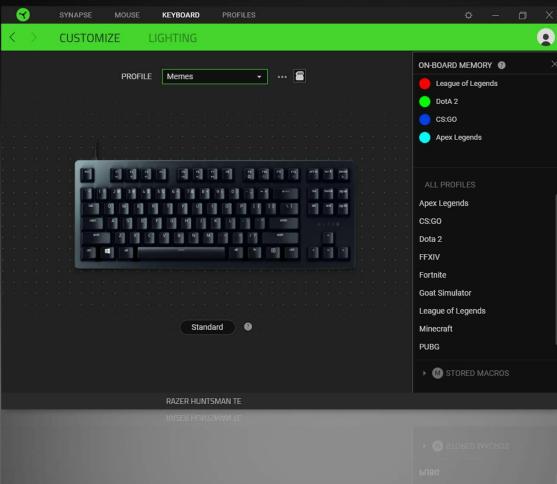 SYNAPSE MOUSE KEYBOARD PROFILES
CUSTOMIZE LIGHTING
PROFILE Memes
ON-BOARD MEMORY
League of Legends
DotA 2
CS:GO
Apex Legends
ALL PROFILES
Apex Legends
CS:GO
Dota 2
FFXIV
Fortnite
Goat Simulator
League of Legends
Minecraft
PUBG
M STORED MACROS
Standard
RAZER HUNTSMAN TE